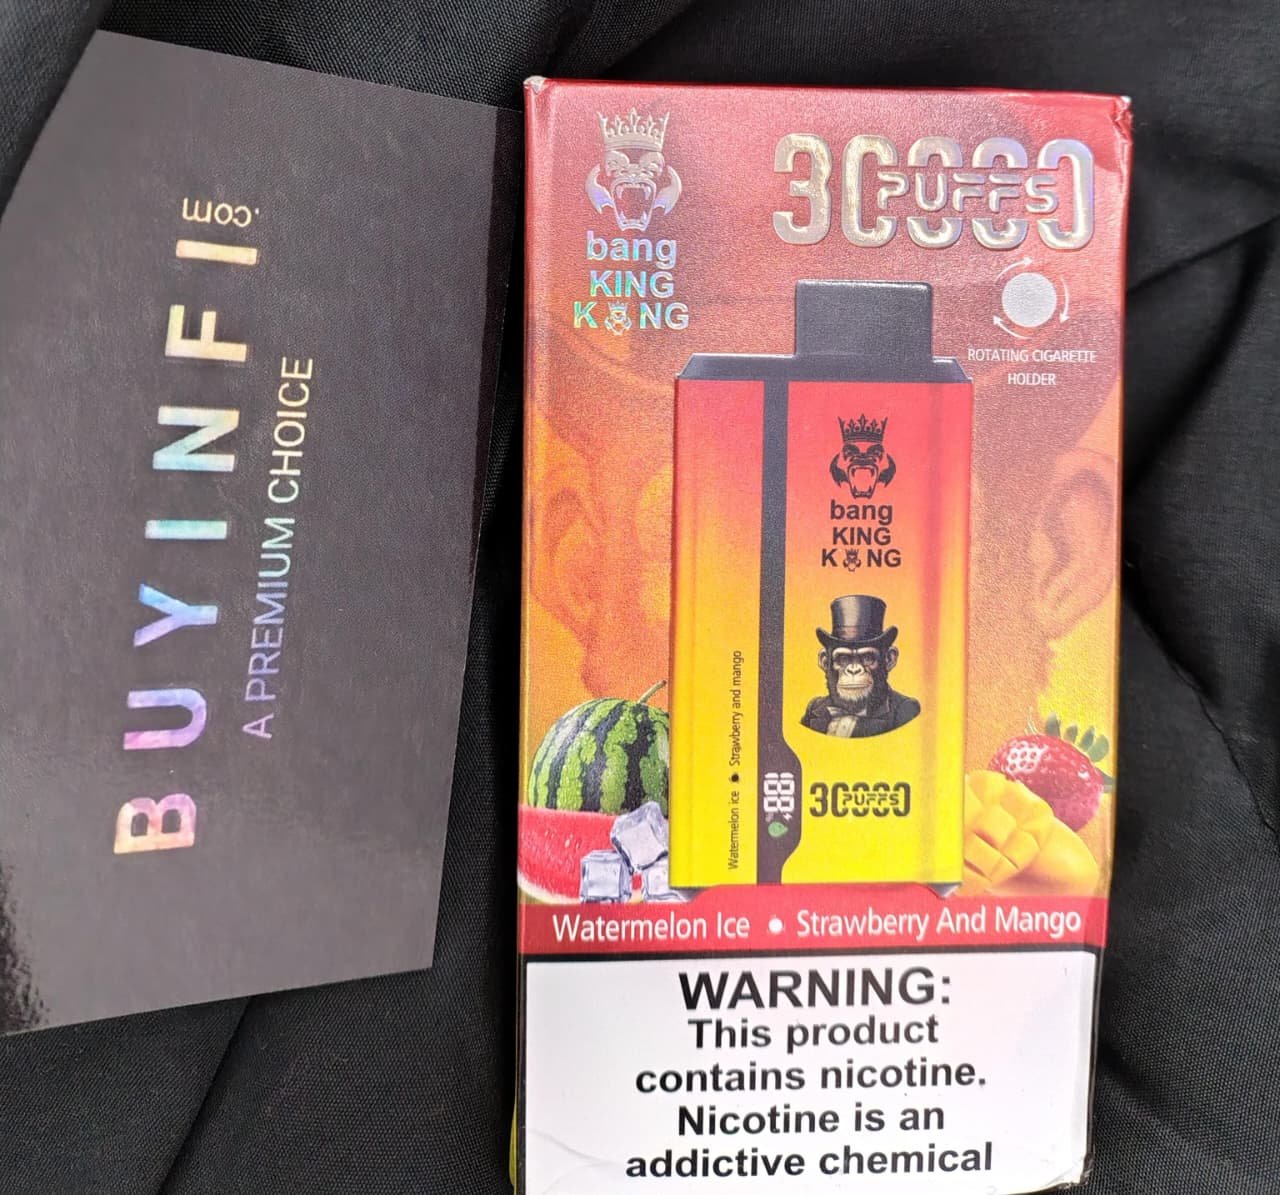 BUYINFI
.com
A PREMIUM CHOICE
bang
KING
KONG
30000
PUFFS
ROTATING CIGARETTE
HOLDER
bang
KING
KONG
Watermelon ice • Strawberry and mango
88
30000
PUFFS
Watermelon Ice • Strawberry And Mango
WARNING:
This product
contains nicotine.
Nicotine is an
addictive chemical